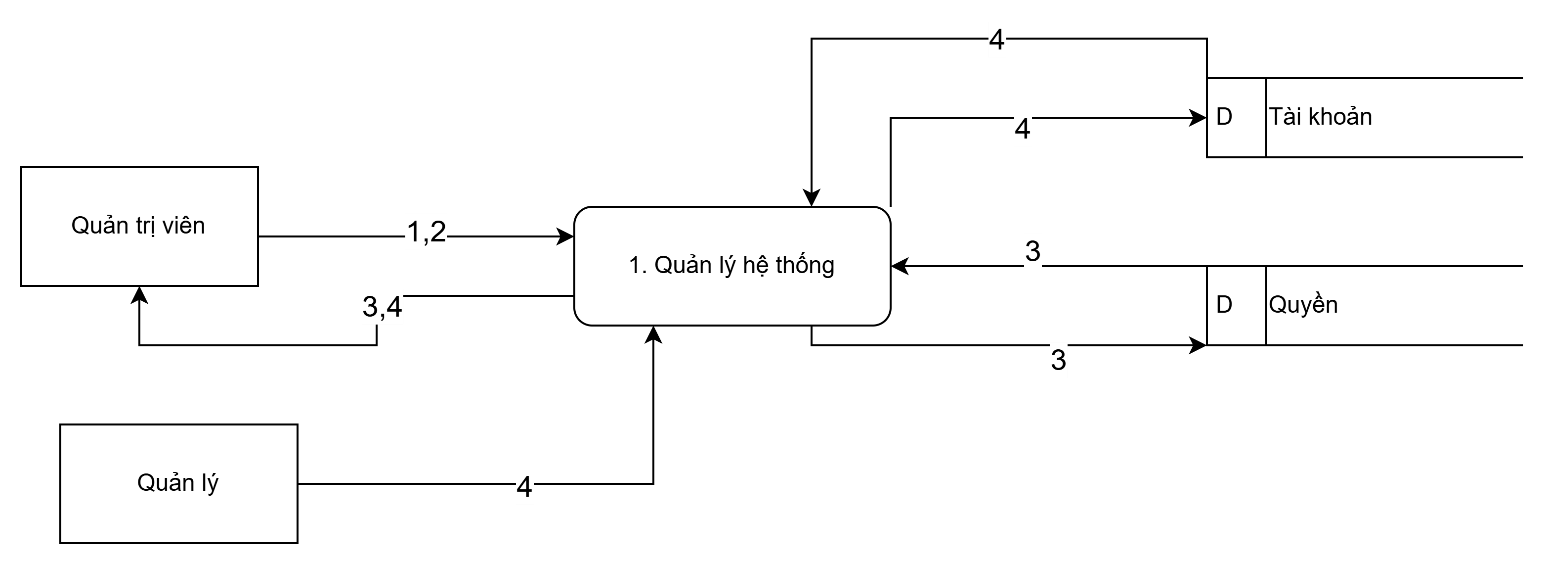 4
D
Tài khoản
4
Quản trị viên
1,2
3
1. Quản lý hệ thống
3,4
D
Quyền
3
Quản lý
4